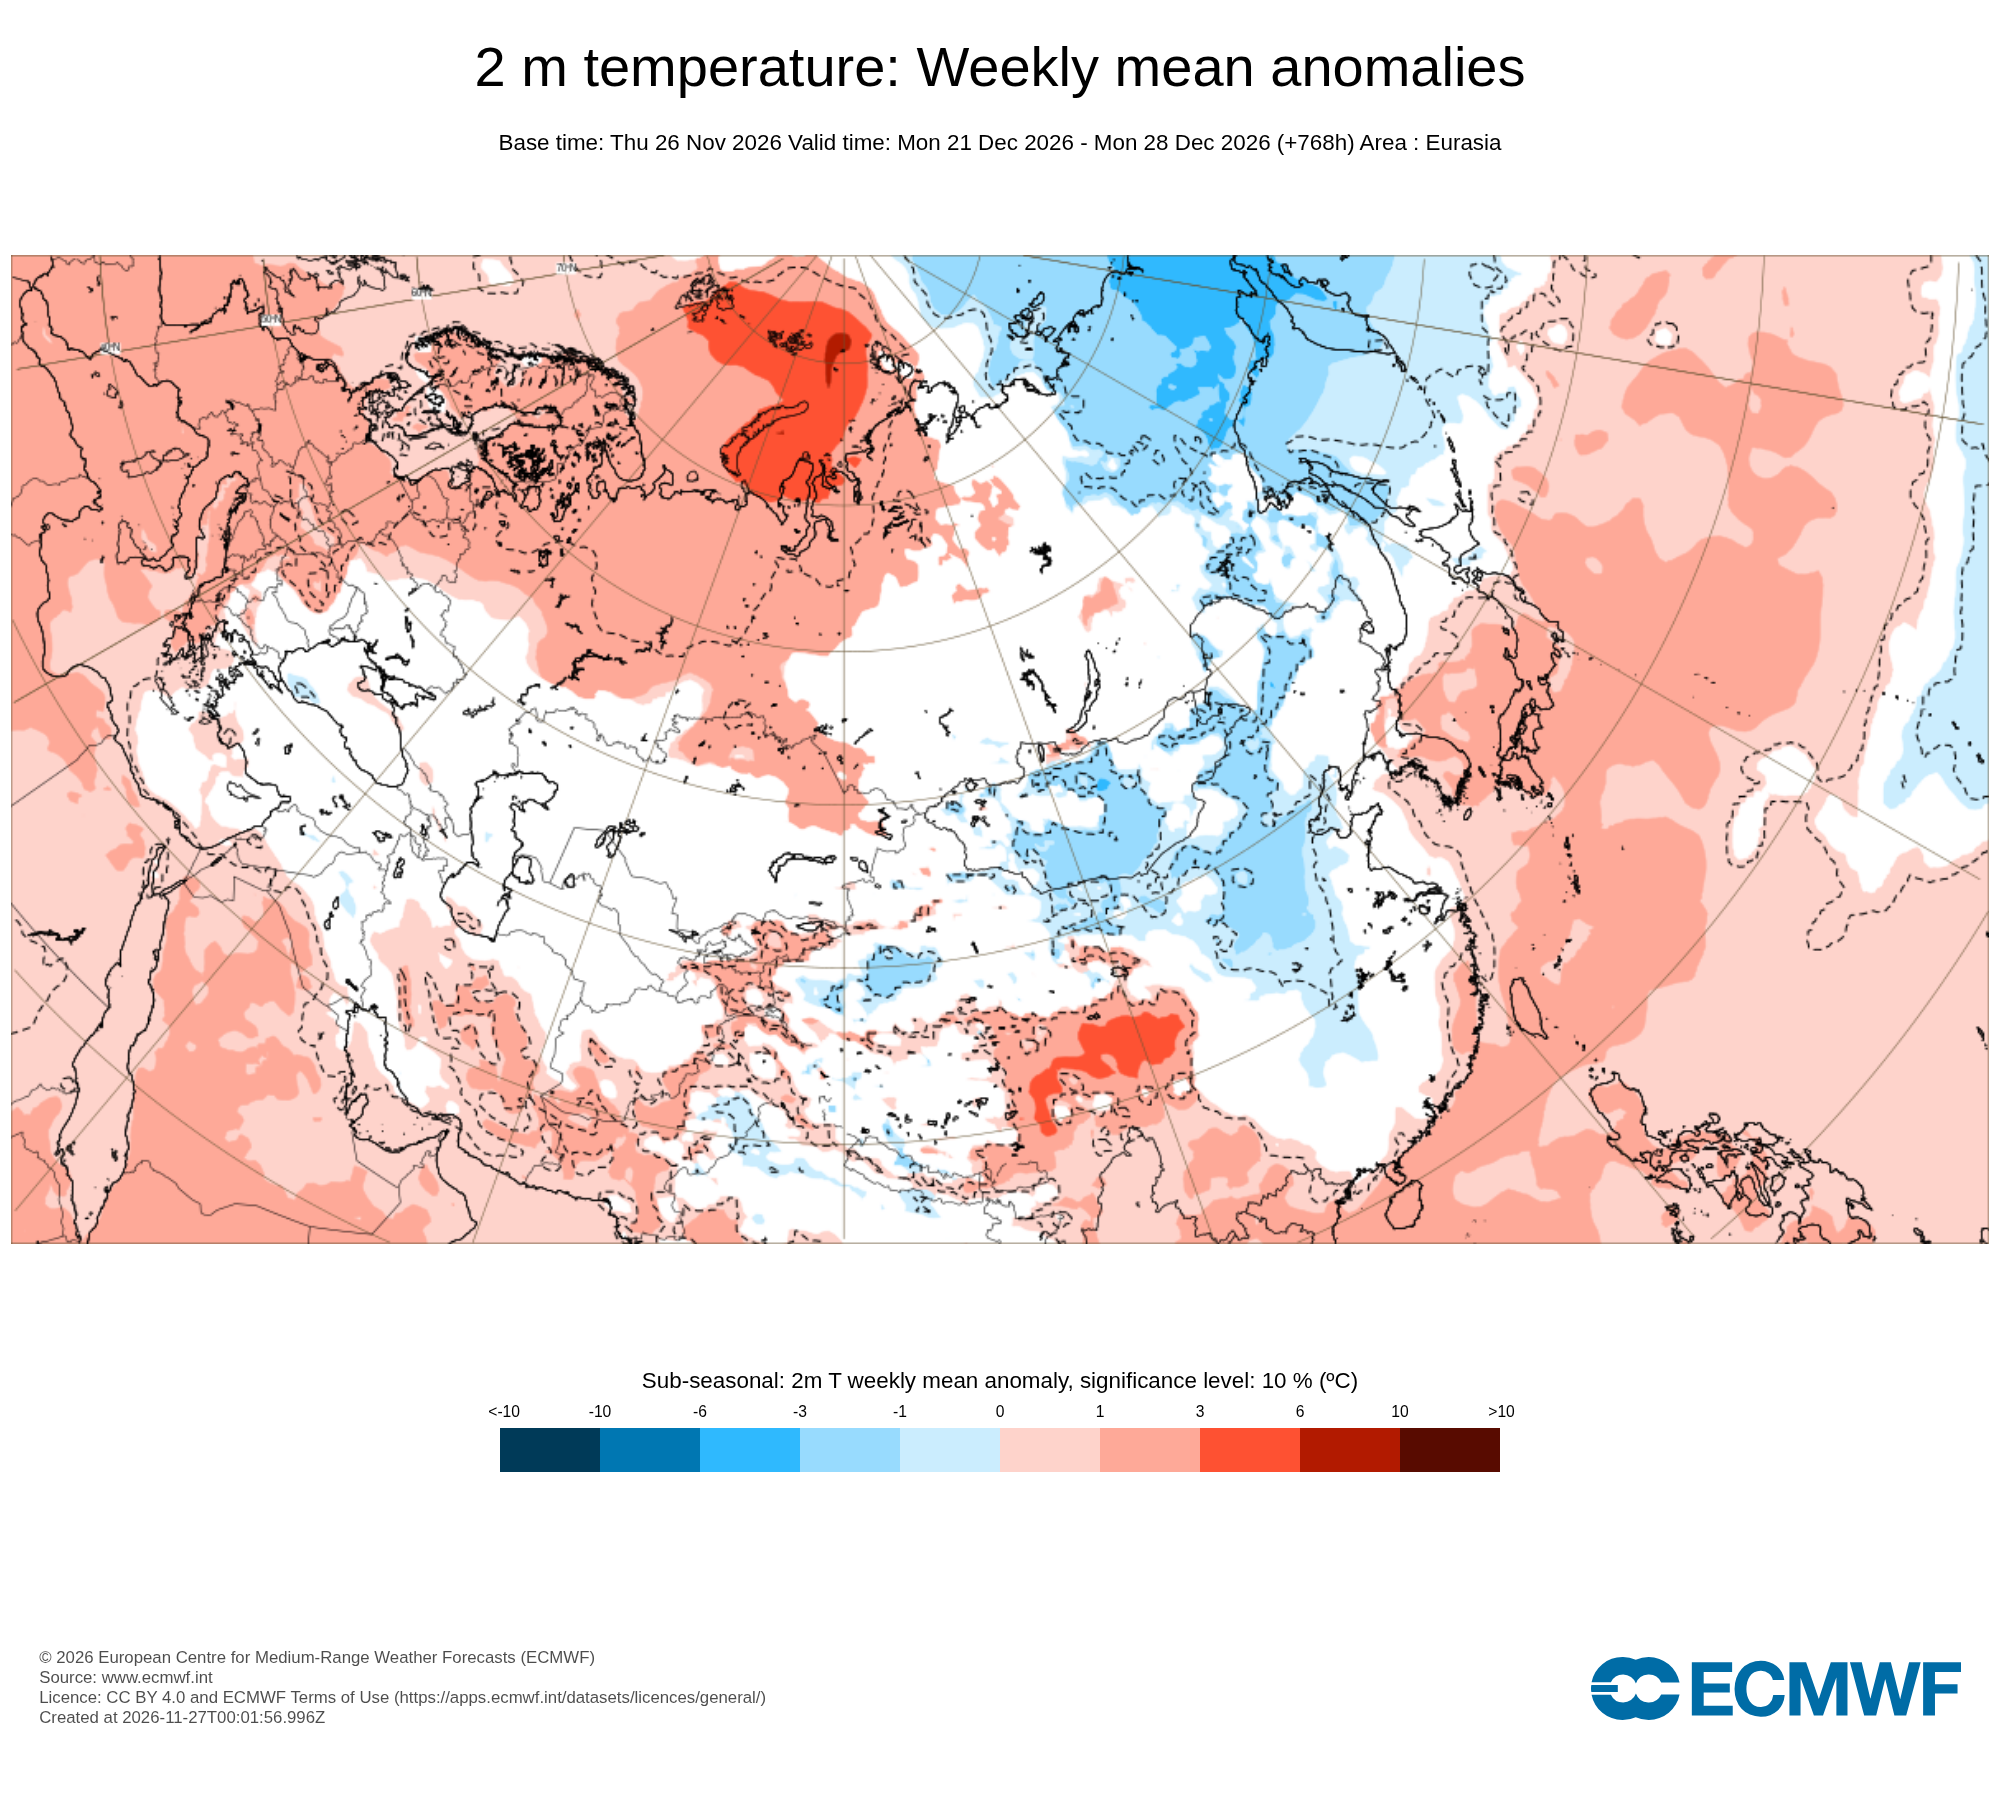 2 m temperature: Weekly mean anomalies
Base time: Thu 26 Nov 2026 Valid time: Mon 21 Dec 2026 - Mon 28 Dec 2026 (+768h) Area : Eurasia
70°N
60°N
50°N
40°N
Sub-seasonal: 2m T weekly mean anomaly, significance level: 10 % (ºC)
<-10 -10 -6 -3 -1 0 1 3 6 10 >10
© 2026 European Centre for Medium-Range Weather Forecasts (ECMWF)
Source: www.ecmwf.int
Licence: CC BY 4.0 and ECMWF Terms of Use (https://apps.ecmwf.int/datasets/licences/general/)
Created at 2026-11-27T00:01:56.996Z
ECMWF